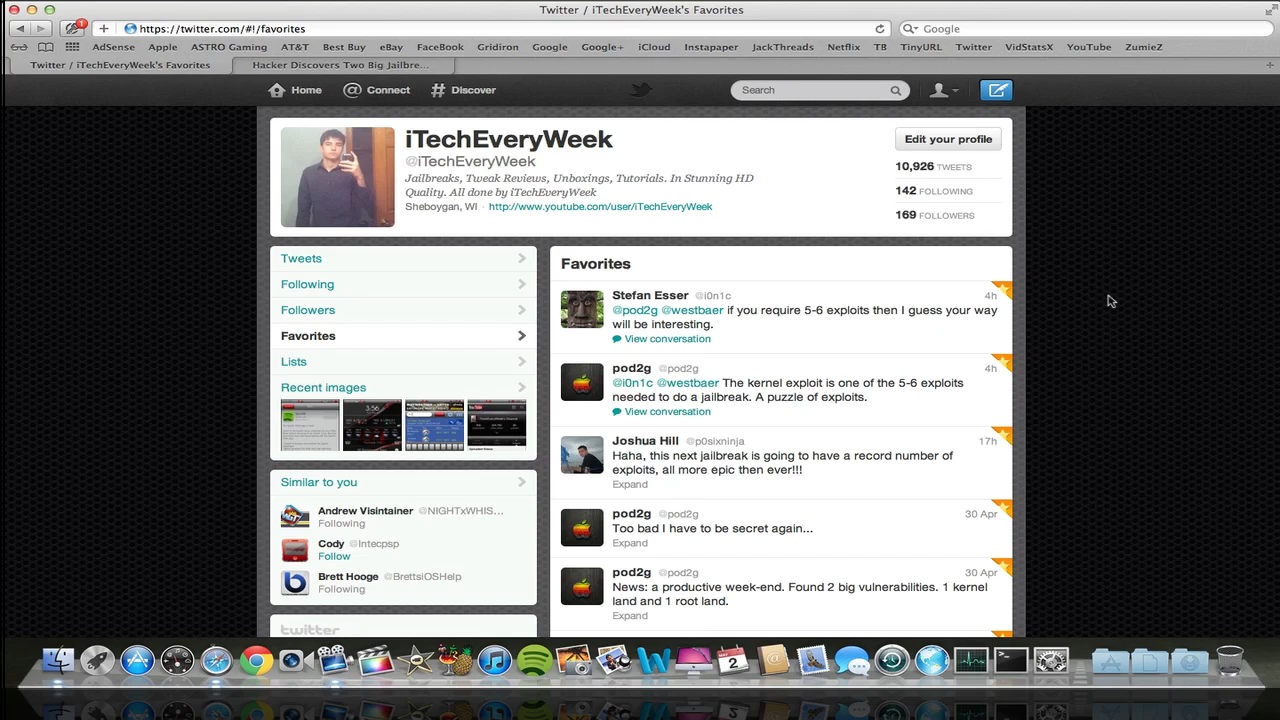 Twitter / iTechEveryWeek's Favorites
https://twitter.com/#!/favorites
Google
AdSense Apple ASTRO Gaming AT&T Best Buy eBay FaceBook Gridiron Google Google+ iCloud Instapaper JackThreads Netflix TB TinyURL Twitter VidStatsX YouTube ZumieZ
Twitter / iTechEveryWeek's Favorites
Hacker Discovers Two Big Jailbre...
Home
Connect
Discover
Search
iTechEveryWeek
@iTechEveryWeek
Jailbreaks, Tweak Reviews, Unboxings, Tutorials. In Stunning HD
Quality. All done by iTechEveryWeek
Sheboygan, WI · http://www.youtube.com/user/iTechEveryWeek
Edit your profile
10,926 TWEETS
142 FOLLOWING
169 FOLLOWERS
Tweets
Following
Followers
Favorites
Lists
Recent images
Similar to you
Andrew Visintainer @NIGHTxWHIS...
Following
Cody @Intecpsp
Follow
Brett Hooge @BrettsiOSHelp
Following
twitter
Favorites
Stefan Esser @i0n1c 4h
@pod2g @westbaer if you require 5-6 exploits then I guess your way
will be interesting.
View conversation
pod2g @pod2g 4h
@i0n1c @westbaer The kernel exploit is one of the 5-6 exploits
needed to do a jailbreak. A puzzle of exploits.
View conversation
Joshua Hill @p0sixninja 17h
Haha, this next jailbreak is going to have a record number of
exploits, all more epic then ever!!!
Expand
pod2g @pod2g 30 Apr
Too bad I have to be secret again...
Expand
pod2g @pod2g 30 Apr
News: a productive week-end. Found 2 big vulnerabilities. 1 kernel
land and 1 root land.
Expand